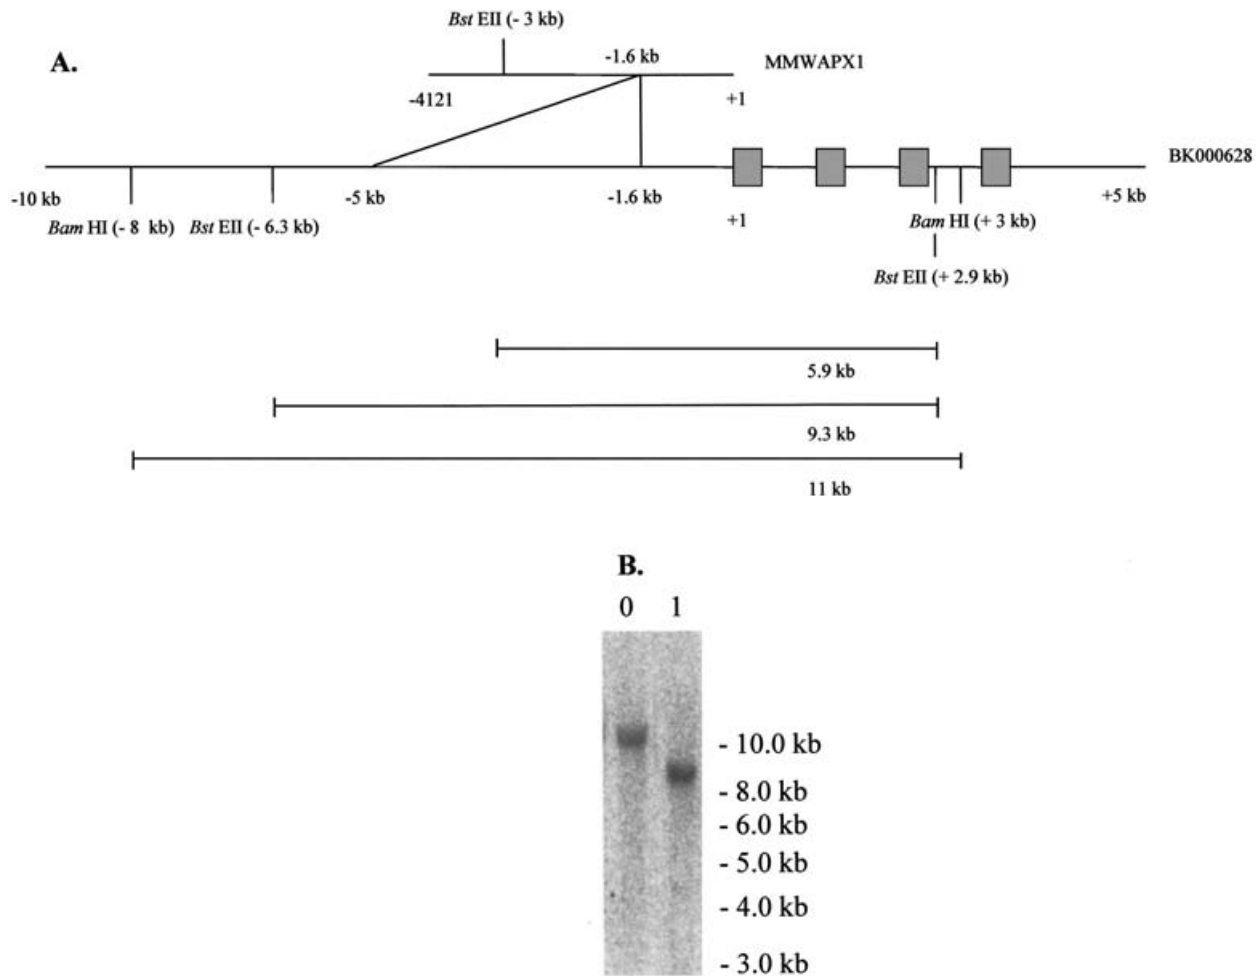 A.
Bst EII (- 3 kb)
-1.6 kb
MMWAPX1
-4121
+1
BK000628
-10 kb
-5 kb
-1.6 kb
+5 kb
Bam HI (- 8 kb)
Bst EII (- 6.3 kb)
+1
Bam HI (+ 3 kb)
Bst EII (+ 2.9 kb)
5.9 kb
9.3 kb
11 kb
B.
0 1
- 10.0 kb
- 8.0 kb
- 6.0 kb
- 5.0 kb
- 4.0 kb
- 3.0 kb